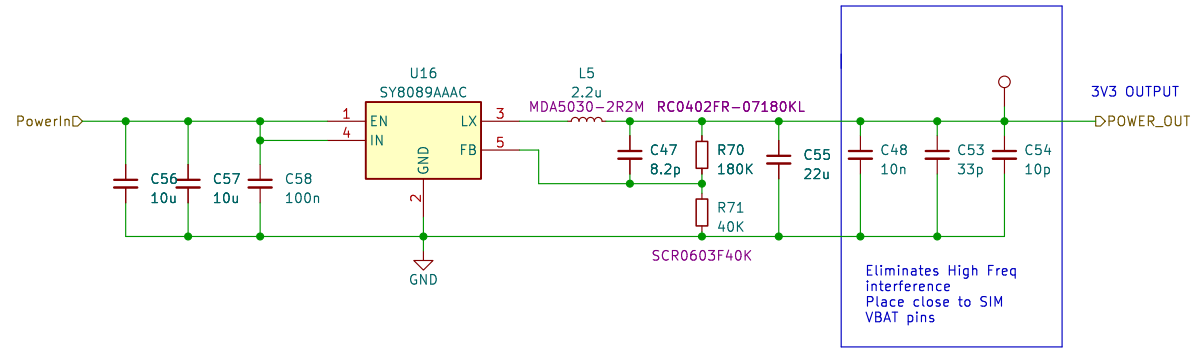 PowerIn
C56
10u
C57
10u
C58
100n
U16
SY8089AAAC
1
EN
4
IN
LX
3
FB
5
GND
2
GND
L5
2.2u
MDA5030-2R2M
RC0402FR-07180KL
C47
8.2p
R70
180K
R71
40K
SCR0603F40K
C55
22u
C48
10n
C53
33p
C54
10p
3V3 OUTPUT
POWER_OUT
Eliminates High Freq
interference
Place close to SIM
VBAT pins